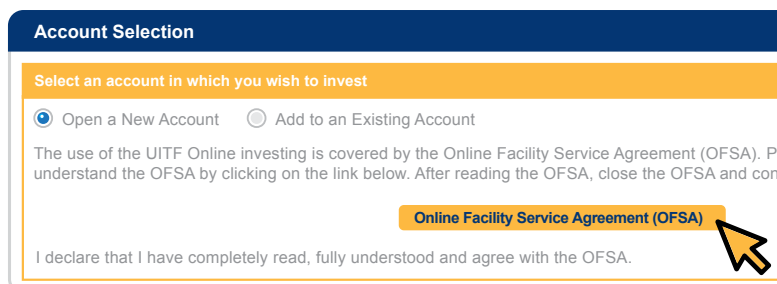 Account Selection
Select an account in which you wish to invest
Open a New Account Add to an Existing Account
The use of the UITF Online investing is covered by the Online Facility Service Agreement (OFSA). P
understand the OFSA by clicking on the link below. After reading the OFSA, close the OFSA and con
Online Facility Service Agreement (OFSA)
I declare that I have completely read, fully understood and agree with the OFSA.